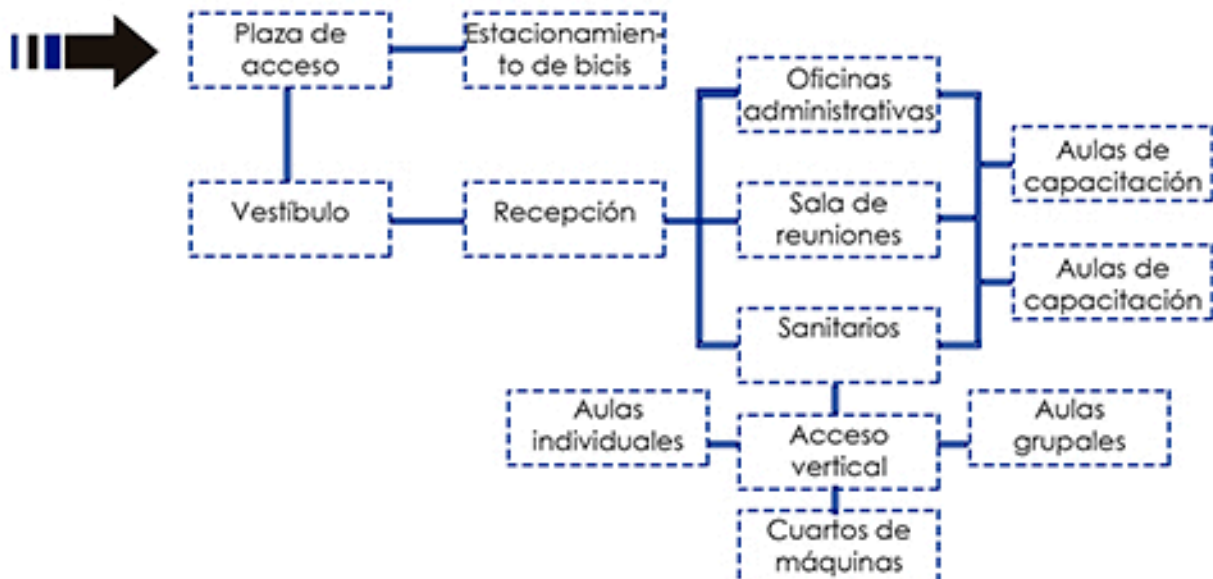 Plaza de
acceso
Estacionamien-
to de bicis
Oficinas
administrativas
Aulas de
capacitación
Vestíbulo
Recepción
Sala de
reuniones
Aulas de
capacitación
Sanitarios
Aulas
individuales
Acceso
vertical
Aulas
grupales
Cuartos de
máquinas